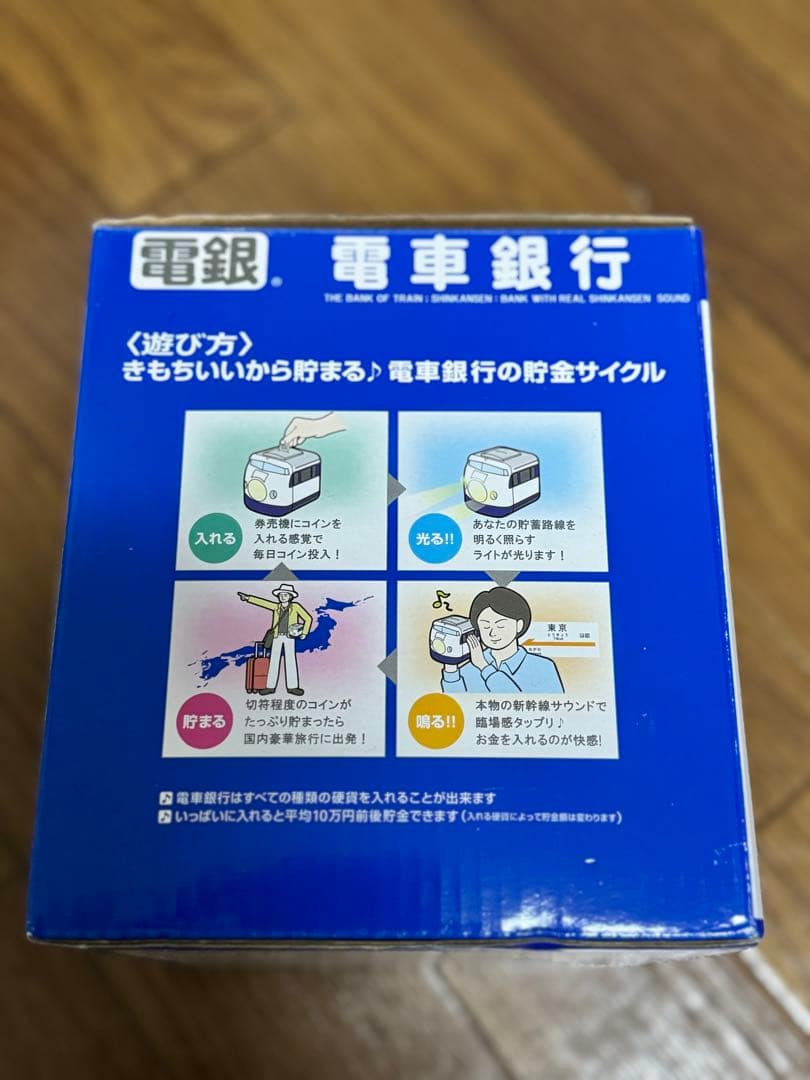 電銀®
電車銀行
THE BANK OF TRAIN : SHINKANSEN : BANK WITH REAL SHINKANSEN SOUND
〈遊び方〉
きもちいいから貯まる♪電車銀行の貯金サイクル
入れる
券売機にコインを
入れる感覚で
毎日コイン投入！
光る!!
あなたの貯蓄路線を
明るく照らす
ライトが光ります！
貯まる
切符程度のコインが
たっぷり貯まったら
国内豪華旅行に出発！
東京
とうきょう
鳴る!!
本物の新幹線サウンドで
臨場感タップリ♪
お金を入れるのが快感!
♪電車銀行はすべての種類の硬貨を入れることが出来ます
♪いっぱいに入れると平均10万円前後貯金できます（入れる硬貨によって貯金額は変わります）